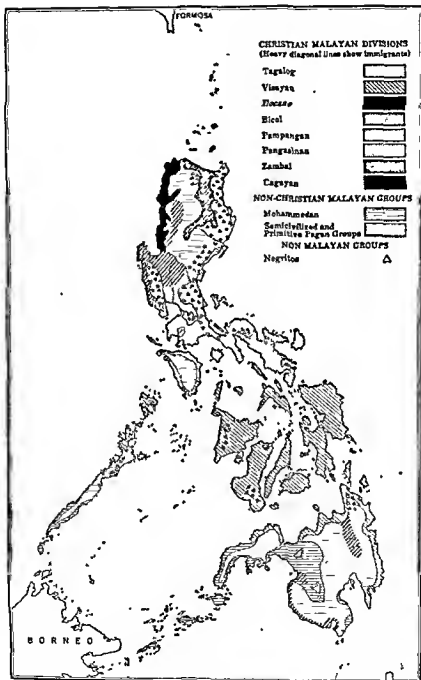 FORMOSA
CHRISTIAN MALAYAN DIVISIONS
(Heavy diagonal lines show immigrants)
Tagalog
Visayan
Ilocano
Bicol
Pampangan
Pangasinan
Zambal
Cagayan
NON-CHRISTIAN MALAYAN GROUPS
Mohammedan
Semicivilized and
Primitive Pagan Groups
NON MALAYAN GROUPS
Negritos
BORNEO